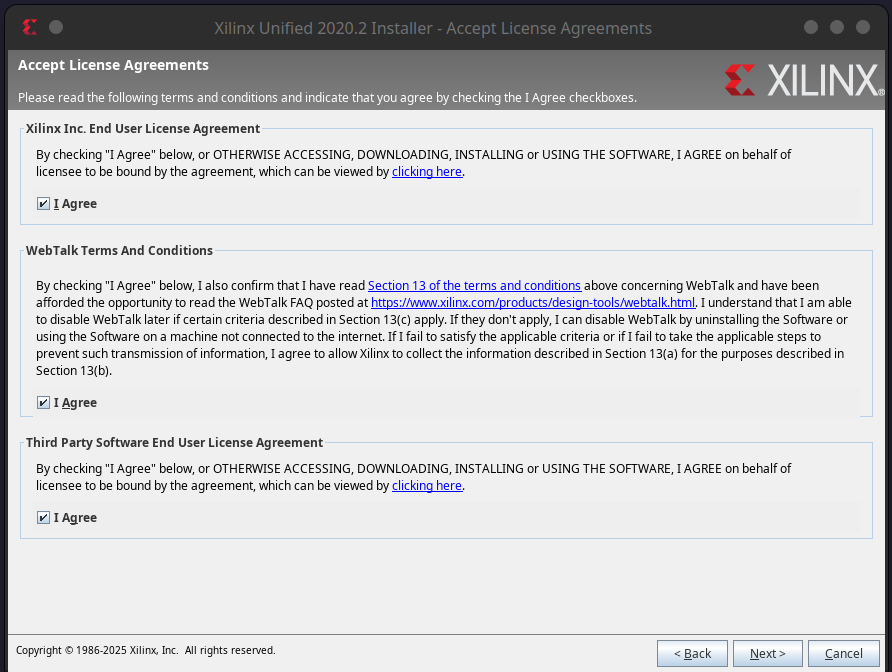 Xilinx Unified 2020.2 Installer - Accept License Agreements
Accept License Agreements
Please read the following terms and conditions and indicate that you agree by checking the I Agree checkboxes.
XILINX®
Xilinx Inc. End User License Agreement
By checking "I Agree" below, or OTHERWISE ACCESSING, DOWNLOADING, INSTALLING or USING THE SOFTWARE, I AGREE on behalf of
licensee to be bound by the agreement, which can be viewed by clicking here.
I Agree
WebTalk Terms And Conditions
By checking "I Agree" below, I also confirm that I have read Section 13 of the terms and conditions above concerning WebTalk and have been
afforded the opportunity to read the WebTalk FAQ posted at https://www.xilinx.com/products/design-tools/webtalk.html. I understand that I am able
to disable WebTalk later if certain criteria described in Section 13(c) apply. If they don't apply, I can disable WebTalk by uninstalling the Software or
using the Software on a machine not connected to the internet. If I fail to satisfy the applicable criteria or if I fail to take the applicable steps to
prevent such transmission of information, I agree to allow Xilinx to collect the information described in Section 13(a) for the purposes described in
Section 13(b).
I Agree
Third Party Software End User License Agreement
By checking "I Agree" below, or OTHERWISE ACCESSING, DOWNLOADING, INSTALLING or USING THE SOFTWARE, I AGREE on behalf of
licensee to be bound by the agreement, which can be viewed by clicking here.
I Agree
Copyright © 1986-2025 Xilinx, Inc. All rights reserved.
< Back
Next >
Cancel